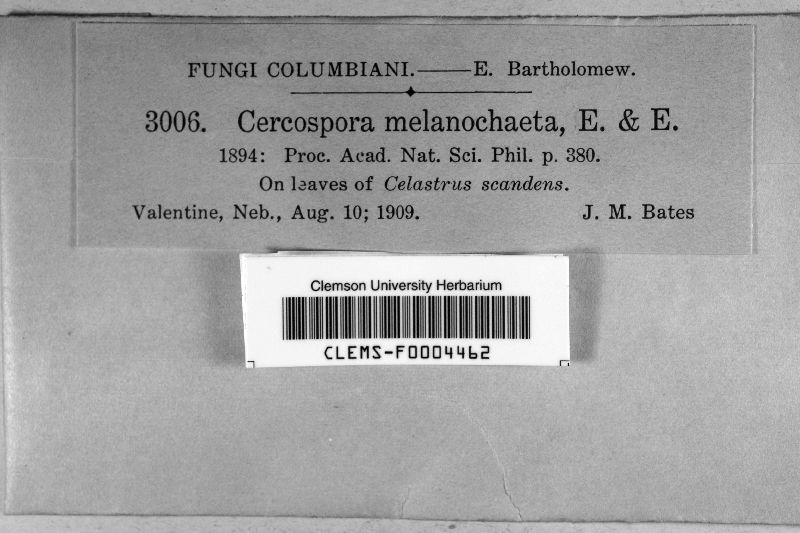 FUNGI COLUMBIANI.——E. Bartholomew.
3006. Cercospora melanochaeta, E. & E.
1894: Proc. Acad. Nat. Sci. Phil. p. 380.
On leaves of Celastrus scandens.
Valentine, Neb., Aug. 10; 1909. J. M. Bates
Clemson University Herbarium
CLEMS-F0004462